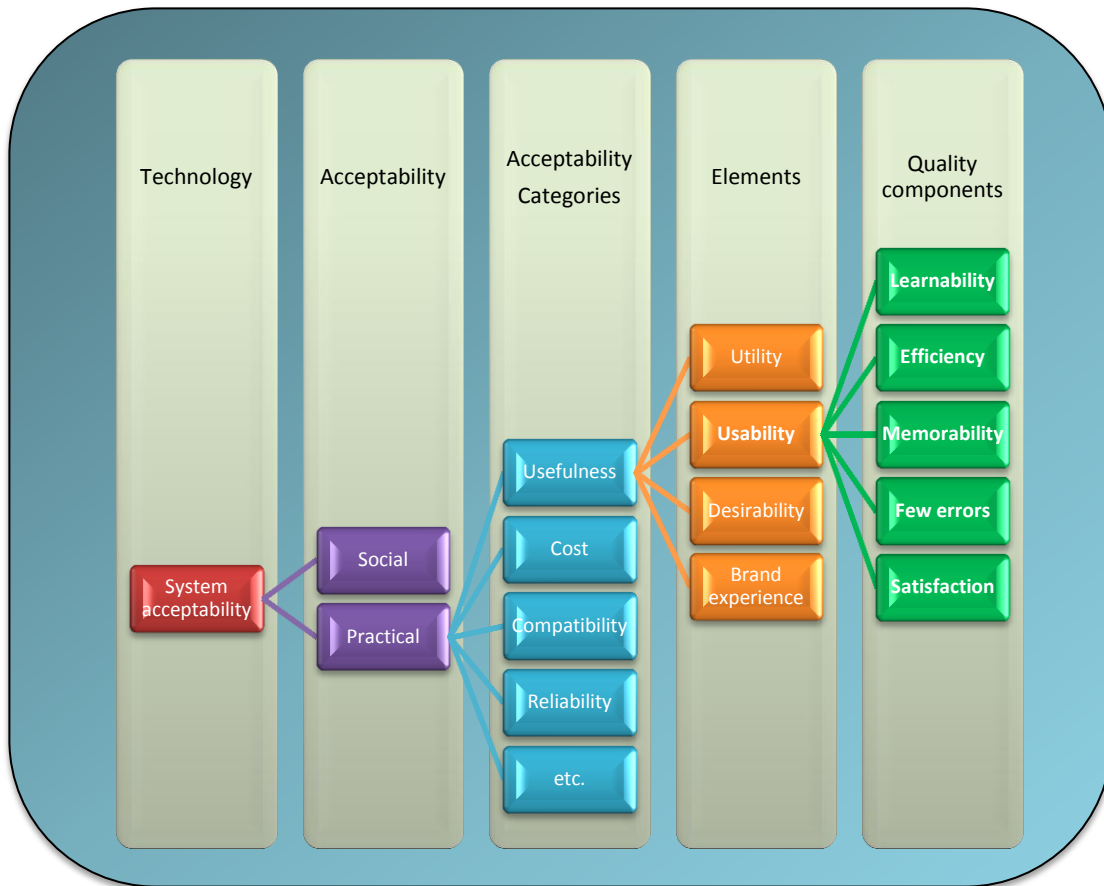 Technology
Acceptability
Acceptability
Categories
Elements
Quality
components
System
acceptability
Social
Practical
Usefulness
Cost
Compatibility
Reliability
etc.
Utility
Usability
Desirability
Brand
experience
Learnability
Efficiency
Memorability
Few errors
Satisfaction